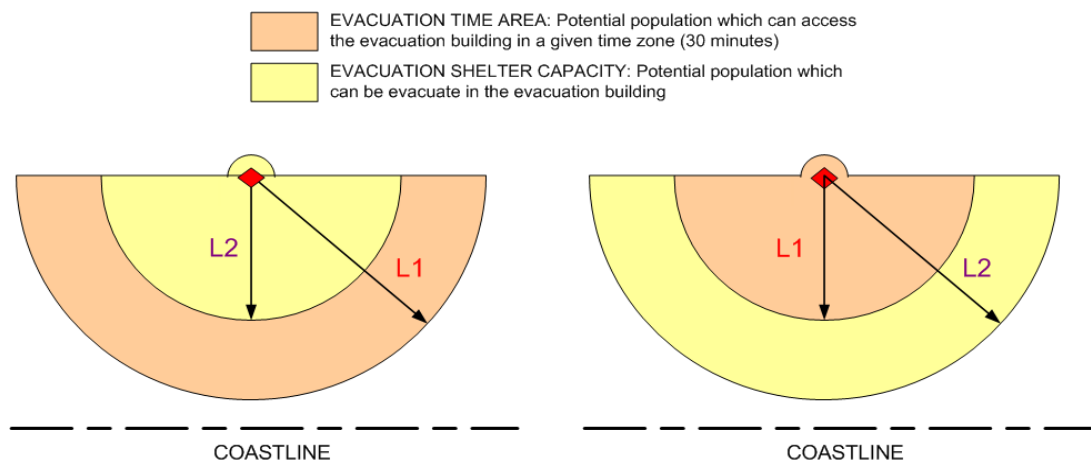 EVACUATION TIME AREA: Potential population which can access
the evacuation building in a given time zone (30 minutes)
EVACUATION SHELTER CAPACITY: Potential population which
can be evacuate in the evacuation building
L2
L1
COASTLINE
L1
L2
COASTLINE